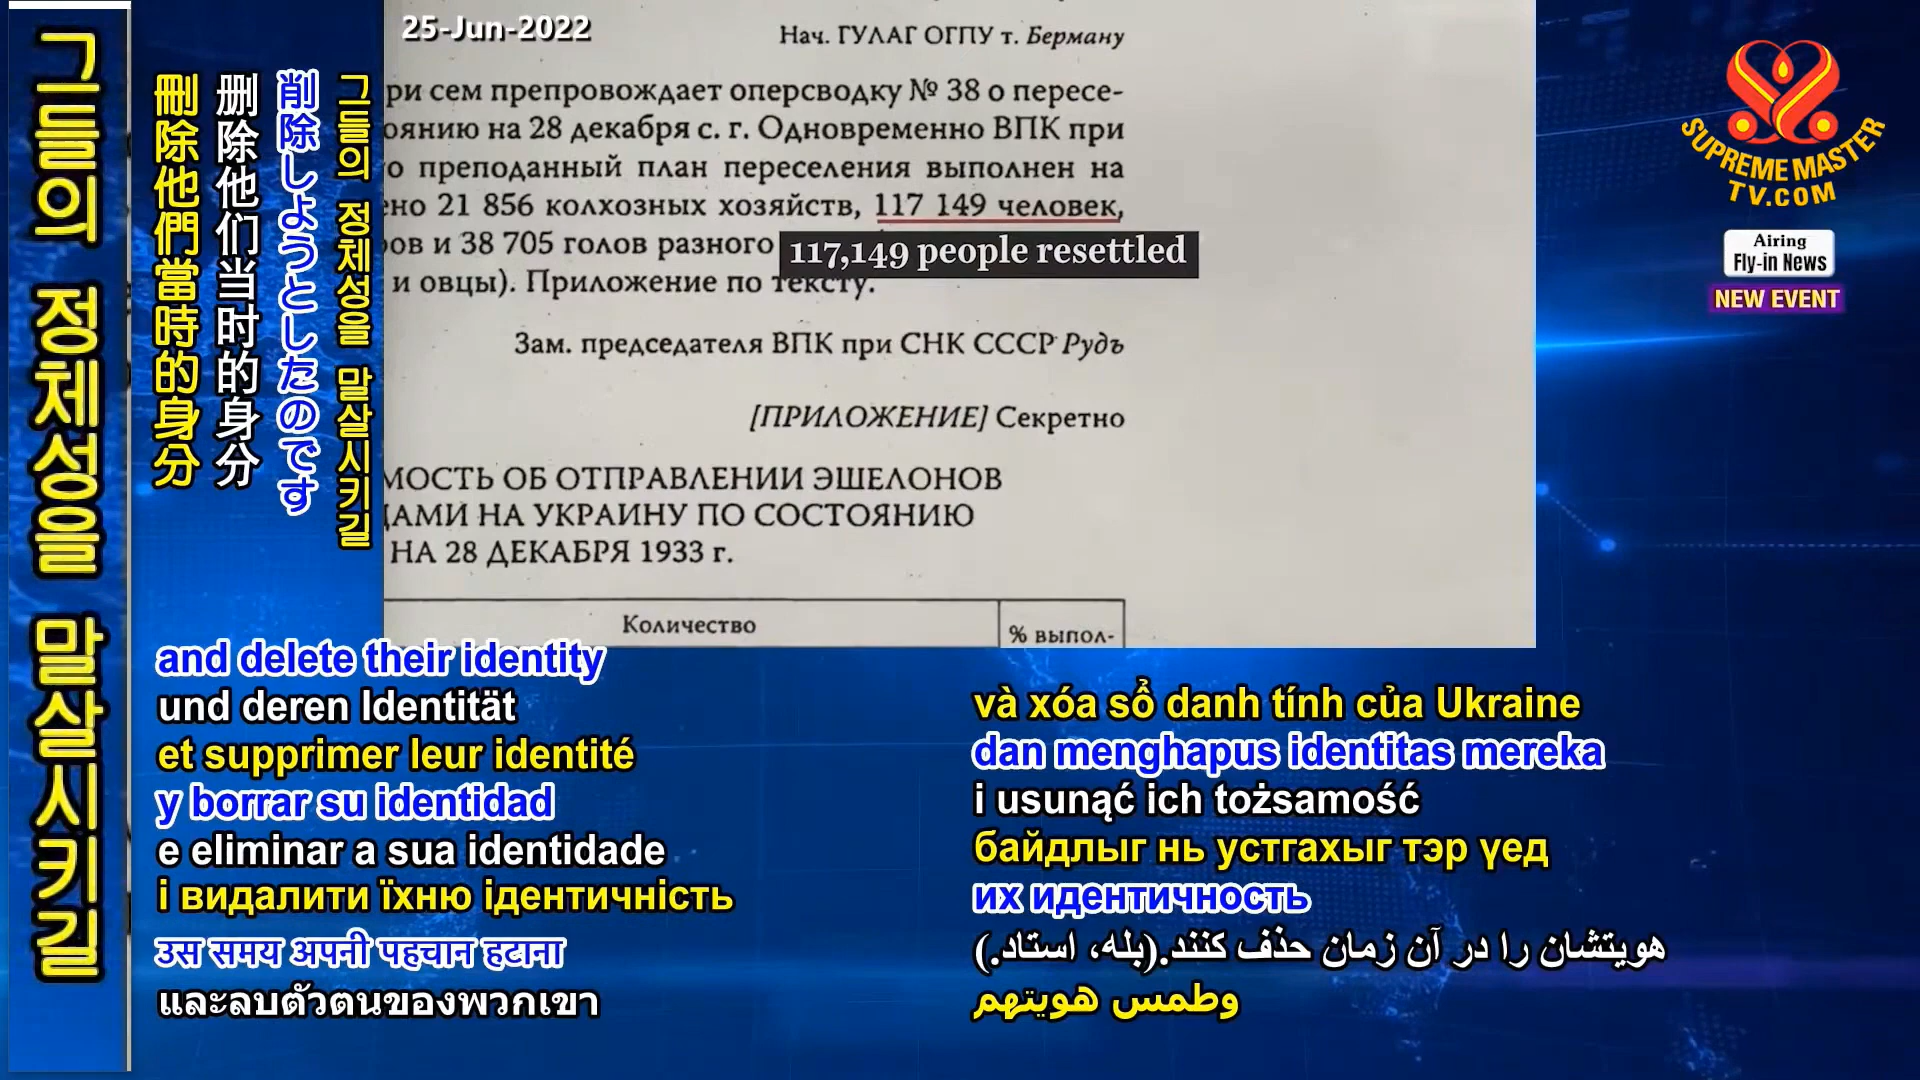 그들의 정체성을 말살시키길
刪除他們當時的身分
删除他们当时的身分
削除しようとしたのです
그들의 정체성을 말살시키길
25-Jun-2022
Нач. ГУЛАГ ОГПУ т. Берману
ри сем препровождает оперсводку № 38 о пересе-
оянию на 28 декабря с. г. Одновременно ВПК при
о преподанный план переселения выполнен на
ено 21 856 колхозных хозяйств, 117 149 человек,
ров и 38 705 голов разного
117,149 people resettled
и овцы). Приложение по тексту.
Зам. председателя ВПК при СНК СССР Рудь
[ПРИЛОЖЕНИЕ] Секретно
МОСТЬ ОБ ОТПРАВЛЕНИИ ЭШЕЛОНОВ
ЦАМИ НА УКРАИНУ ПО СОСТОЯНИЮ
НА 28 ДЕКАБРЯ 1933 г.
Количество
% выпол-
SUPREME MASTER
TV.COM
Airing
Fly-in News
NEW EVENT
and delete their identity
und deren Identität
et supprimer leur identité
y borrar su identidad
e eliminar a sua identidade
і видалити їхню ідентичність
उस समय अपनी पहचान हटाना
และลบตัวตนของพวกเขา
và xóa sổ danh tính của Ukraine
dan menghapus identitas mereka
i usunąć ich tożsamość
байдлыг нь устгахыг тэр үед
их идентичность
هویتشان را در آن زمان حذف کنند.(بله، استاد.)
وطمس هويتهم